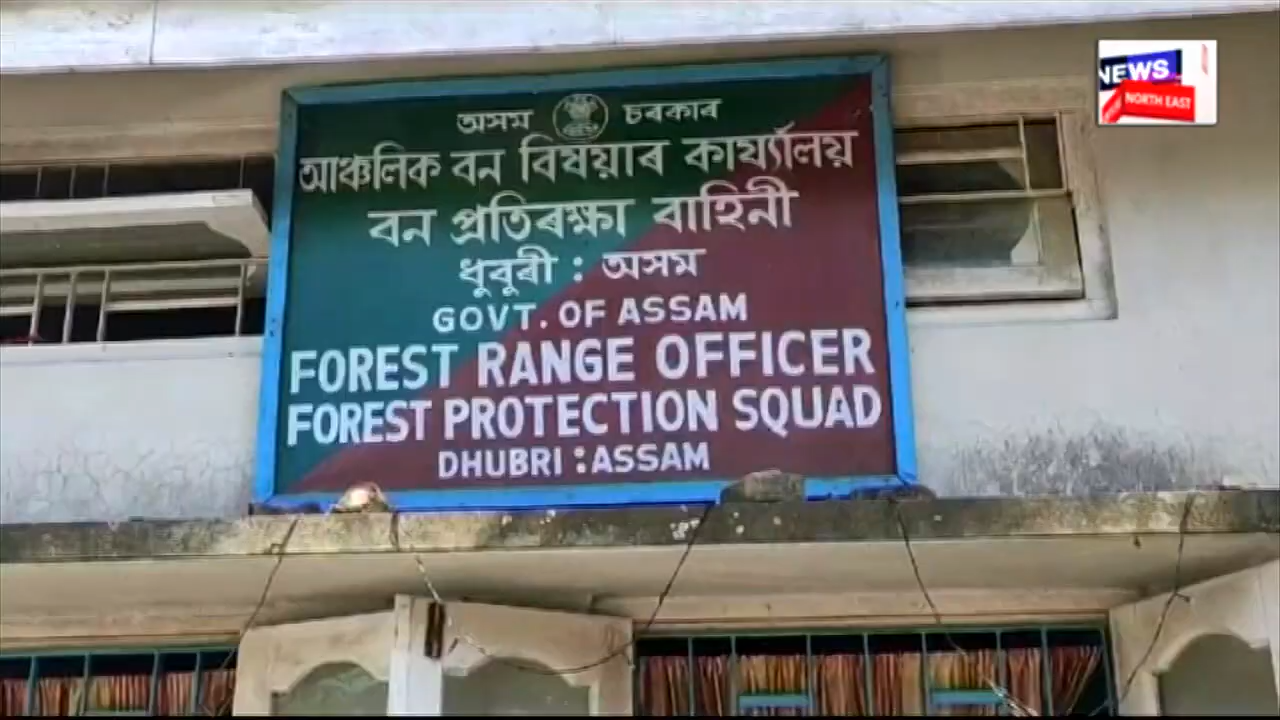 অসম চৰকাৰ
আঞ্চলিক বন বিষয়াৰ কাৰ্য্যালয়
বন প্ৰতিৰক্ষা বাহিনী
ধুবুৰী : অসম
GOVT. OF ASSAM
FOREST RANGE OFFICER
FOREST PROTECTION SQUAD
DHUBRI : ASSAM
NEWS
NORTH EAST